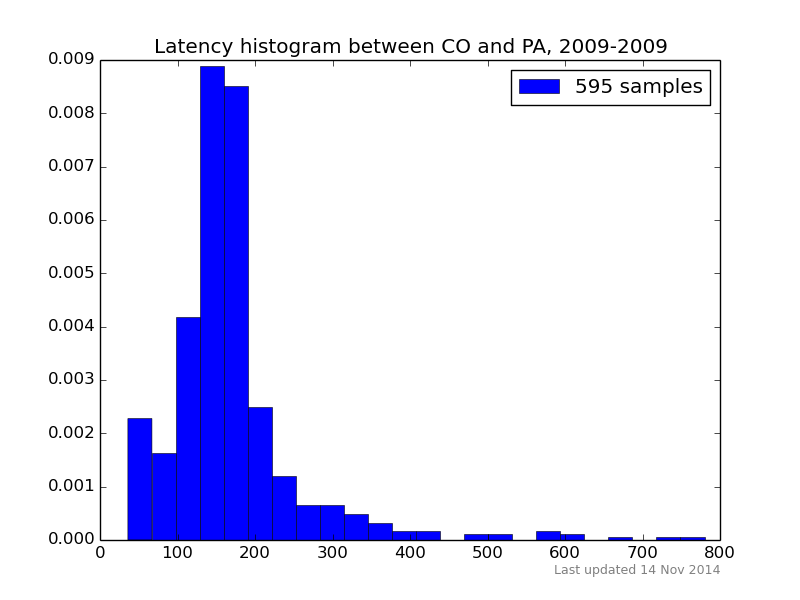 Latency histogram between CO and PA, 2009-2009
0.009
0.008
0.007
0.006
0.005
0.004
0.003
0.002
0.001
0.000
595 samples
0 100 200 300 400 500 600 700 800
Last updated 14 Nov 2014